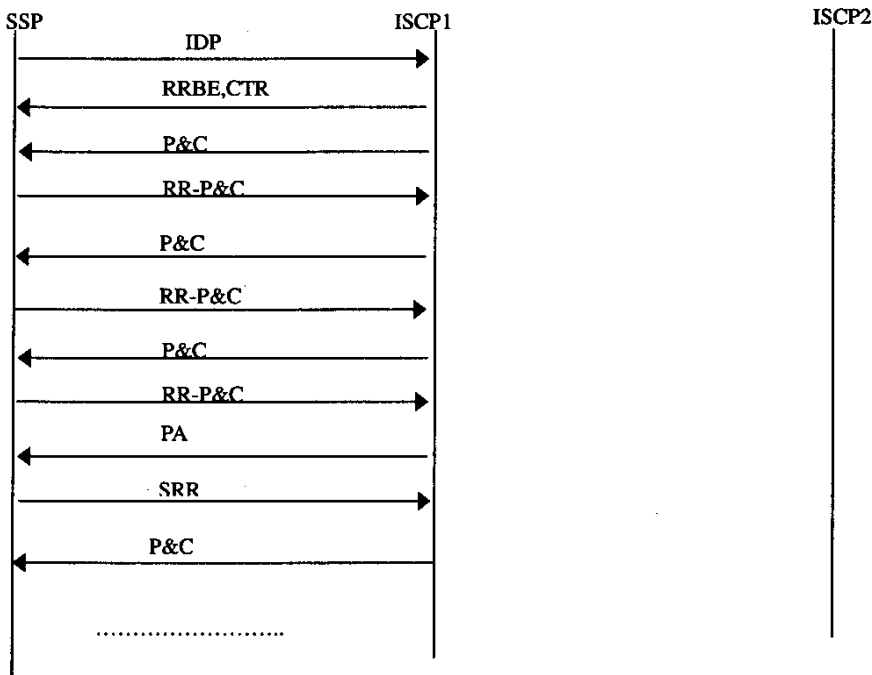 SSP ISCP1 ISCP2
IDP
RRBE,CTR
P&C
RR-P&C
P&C
RR-P&C
P&C
RR-P&C
PA
SRR
P&C
..........................